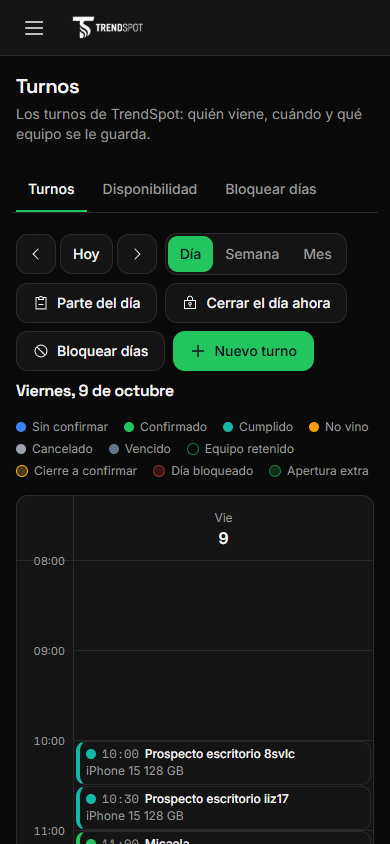 TRENDSPOT
Turnos
Los turnos de TrendSpot: quién viene, cuándo y qué
equipo se le guarda.
Turnos Disponibilidad Bloquear días
Hoy Día Semana Mes
Parte del día Cerrar el día ahora
Bloquear días Nuevo turno
Viernes, 9 de octubre
Sin confirmar Confirmado Cumplido No vino
Cancelado Vencido Equipo retenido
Cierre a confirmar Día bloqueado Apertura extra
Vie
9
08:00
09:00
10:00
10:00 Prospecto escritorio 8svlc
iPhone 15 128 GB
10:30 Prospecto escritorio iiz17
iPhone 15 128 GB
11:00
11:00 Micaela